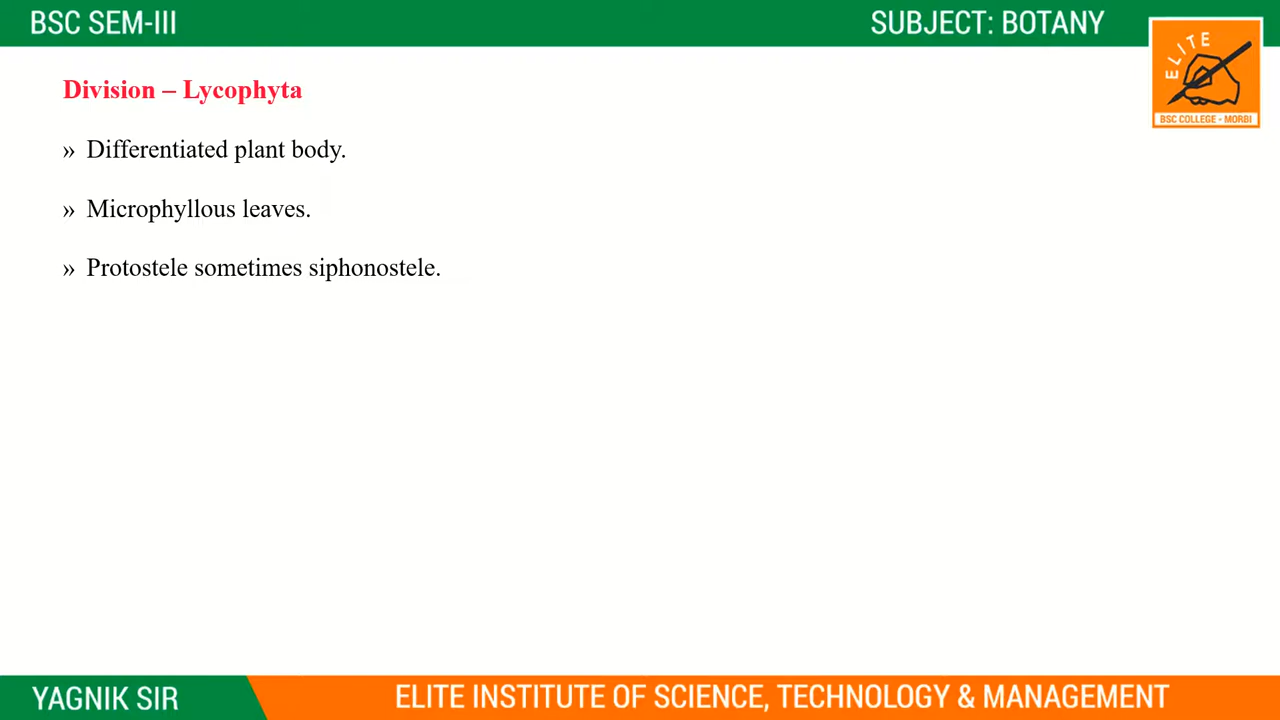 BSC SEM-III
SUBJECT: BOTANY
ELITE
BSC COLLEGE - MORBI
Division – Lycophyta
» Differentiated plant body.
» Microphyllous leaves.
» Protostele sometimes siphonostele.
YAGNIK SIR
ELITE INSTITUTE OF SCIENCE, TECHNOLOGY & MANAGEMENT